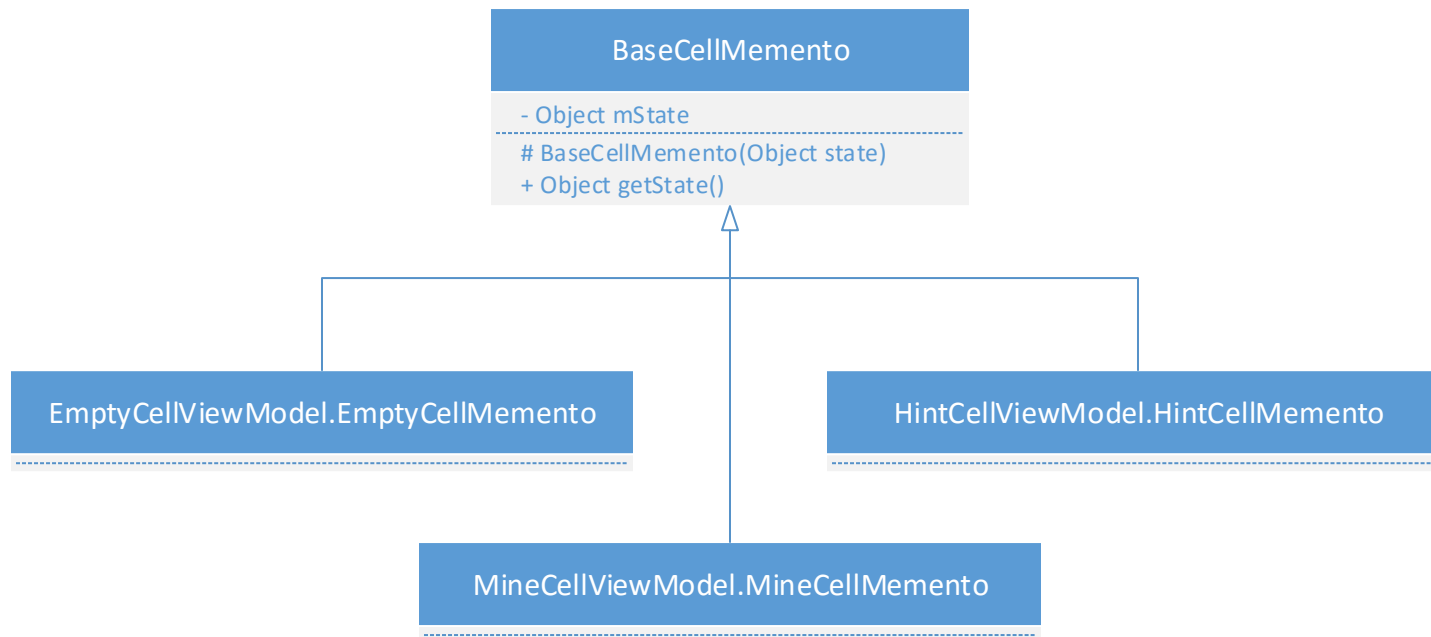 BaseCellMemento
- Object mState
# BaseCellMemento(Object state)
+ Object getState()
EmptyCellViewModel.EmptyCellMemento
HintCellViewModel.HintCellMemento
MineCellViewModel.MineCellMemento